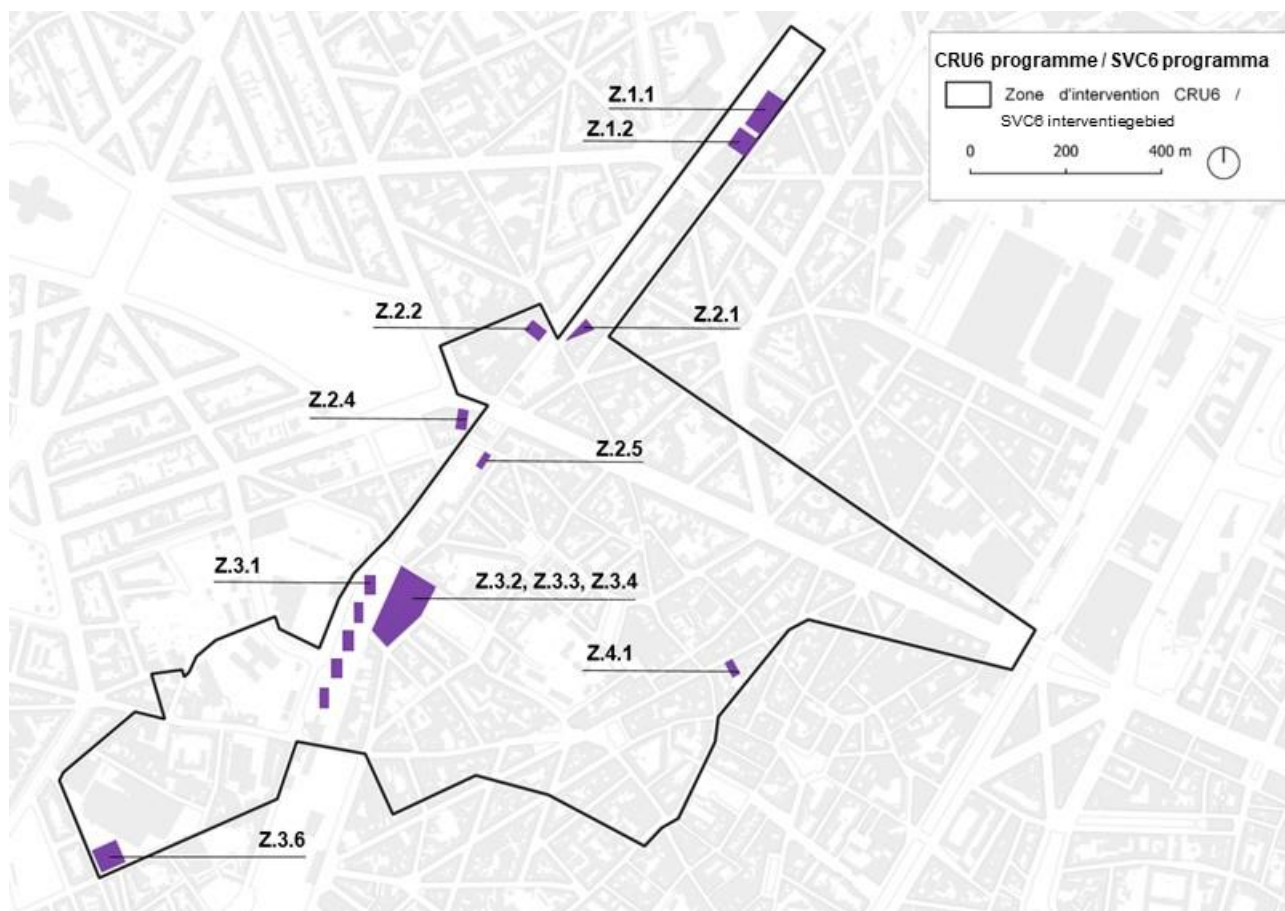 CRU6 programme / SVC6 programma
Zone d'intervention CRU6 /
SVC6 interventiegebied
0 200 400 m
Z.1.1
Z.1.2
Z.2.2
Z.2.1
Z.2.4
Z.2.5
Z.3.1
Z.3.2, Z.3.3, Z.3.4
Z.4.1
Z.3.6